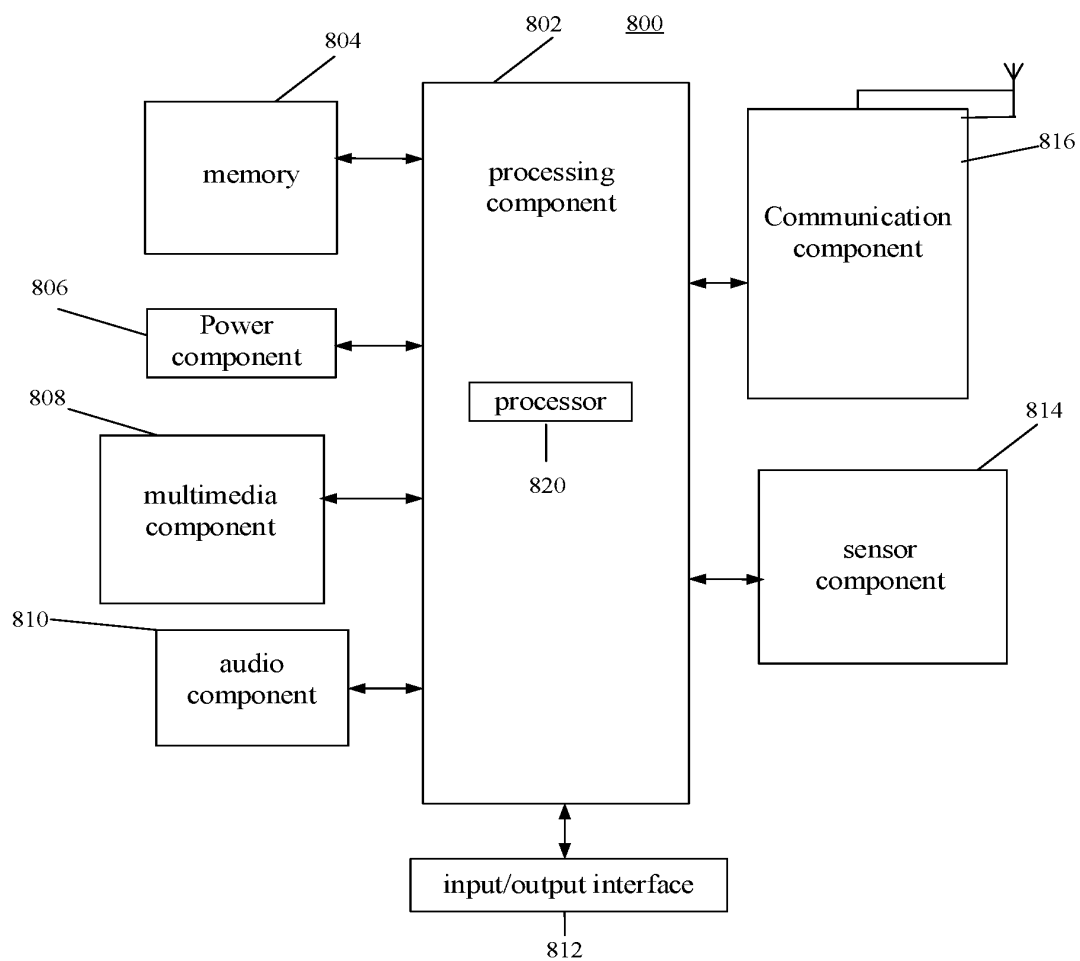 800
802
804
memory
processing
component
816
Communication
component
806
Power
component
808
processor
820
multimedia
component
814
sensor
component
810
audio
component
input/output interface
812